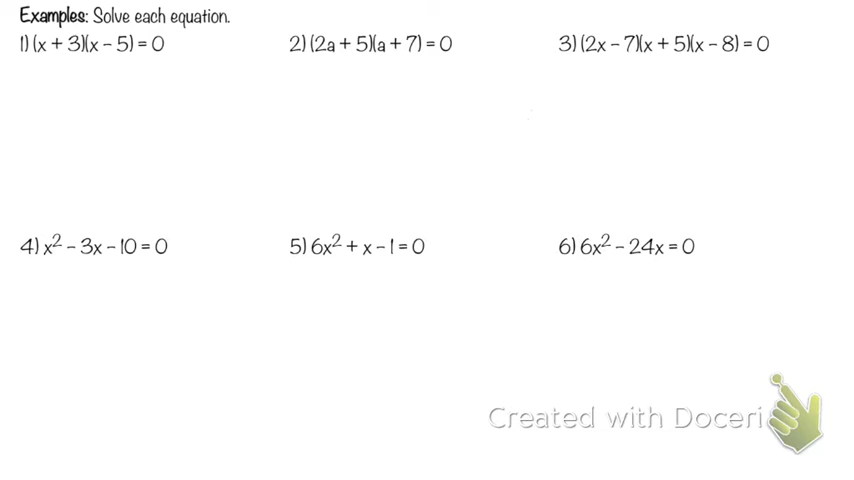 Examples: Solve each equation.
1) (x + 3)(x – 5) = 0
2) (2a + 5)(a + 7) = 0
3) (2x – 7)(x + 5)(x – 8) = 0
4) x² – 3x – 10 = 0
5) 6x² + x – 1 = 0
6) 6x² – 24x = 0
Created with Doceri